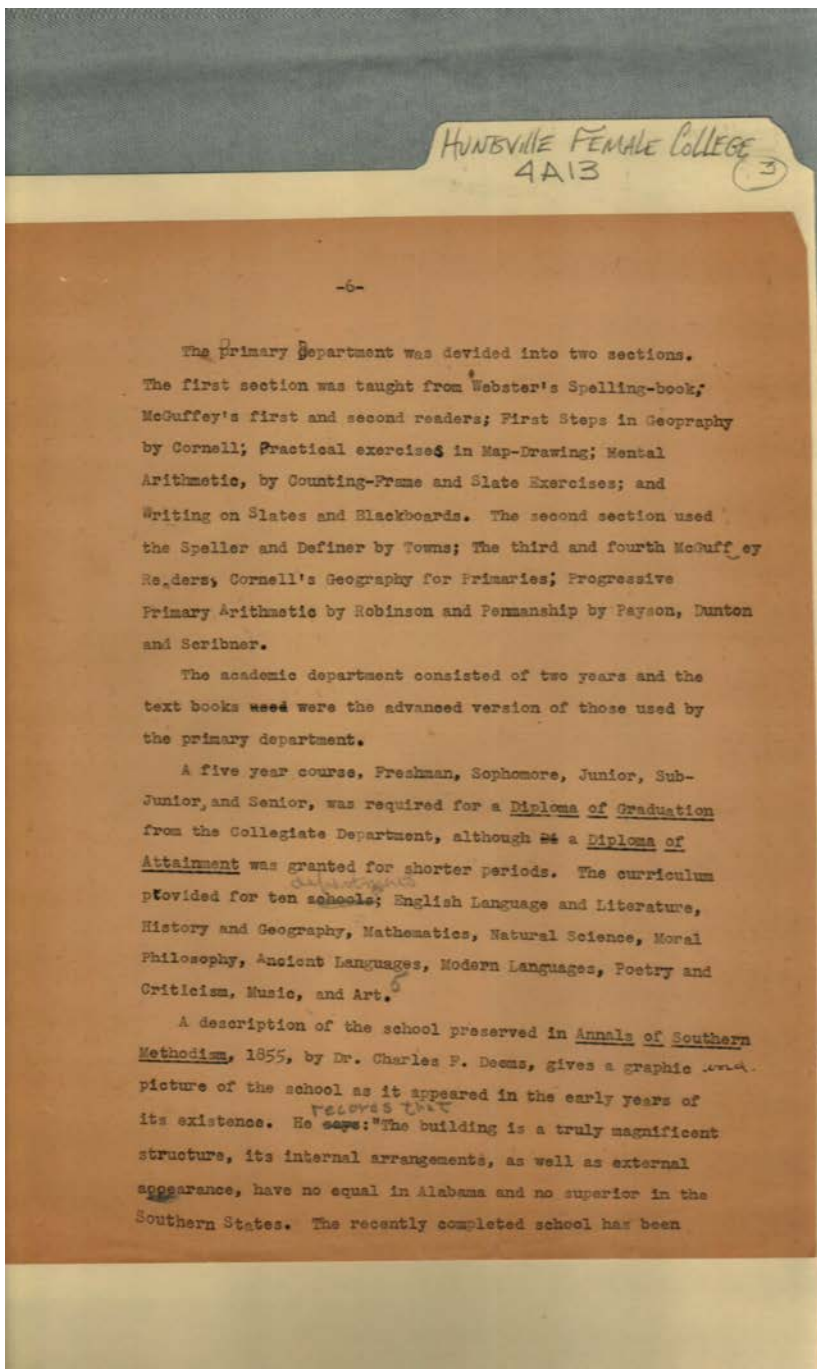 HUNTSVILLE FEMALE COLLEGE
4A13
3
-6-
The Primary Department was devided into two sections.
The first section was taught from Webster's Spelling-book;
McGuffey's first and second readers; First Steps in Geopraphy
by Cornell; Practical exercises in Map-Drawing; Mental
Arithmetic, by Counting-Frame and Slate Exercises; and
Writing on Slates and Blackboards. The second section used
the Speller and Definer by Towns; The third and fourth McGuffey
Readers, Cornell's Geography for Primaries; Progressive
Primary Arithmetic by Robinson and Penmanship by Payson, Dunton
and Scribner.
The academic department consisted of two years and the
text books used were the advanced version of those used by
the primary department.
A five year course, Freshman, Sophomore, Junior, Sub-
Junior, and Senior, was required for a Diploma of Graduation
from the Collegiate Department, although a Diploma of
Attainment was granted for shorter periods. The curriculum
departments
provided for ten schools; English Language and Literature,
History and Geography, Mathematics, Natural Science, Moral
Philosophy, Ancient Languages, Modern Languages, Poetry and
Criticism, Music, and Art.6
A description of the school preserved in Annals of Southern
Methodism, 1855, by Dr. Charles F. Deems, gives a graphic and
picture of the school as it appeared in the early years of
records that
its existence. He says: "The building is a truly magnificent
structure, its internal arrangements, as well as external
appearance, have no equal in Alabama and no superior in the
Southern States. The recently completed school has been